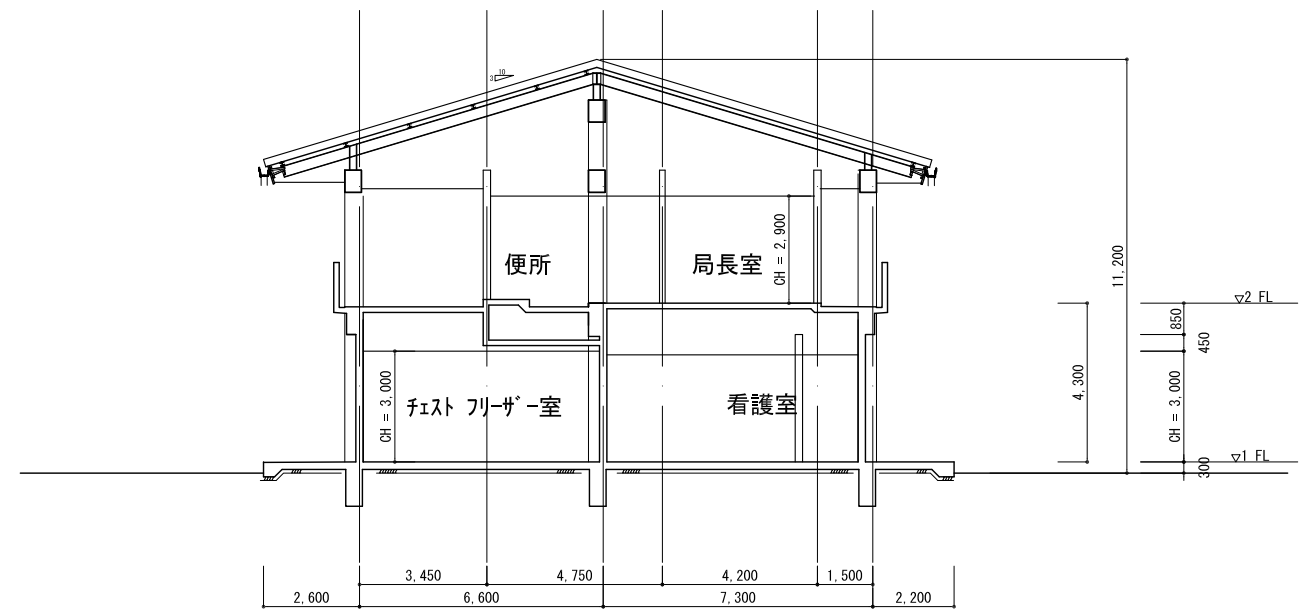 10
3
便所
局長室
CH = 2,900
11,200
▽2 FL
850
450
4,300
CH = 3,000
チェスト フリーザー室
看護室
CH = 3,000
▽1 FL
300
3,450
4,750
4,200
1,500
2,600
6,600
7,300
2,200